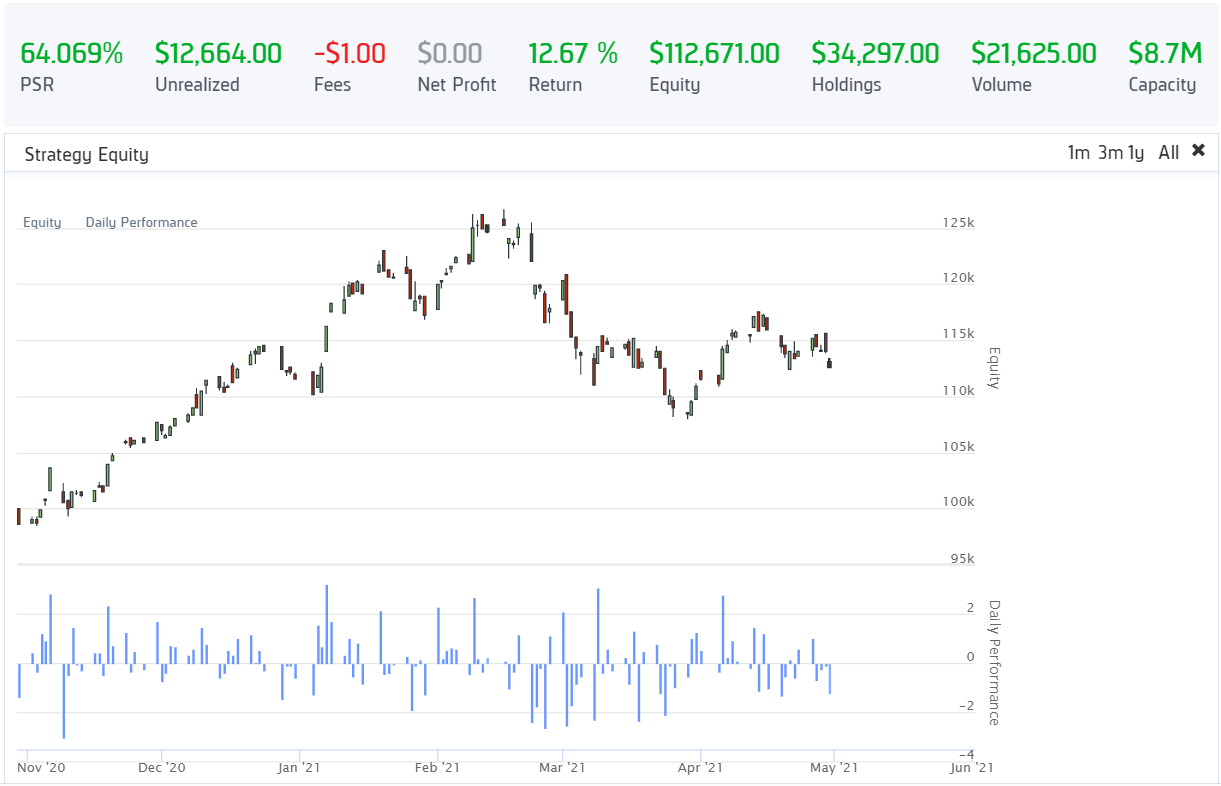 64.069% $12,664.00 -$1.00 $0.00 12.67 % $112,671.00 $34,297.00 $21,625.00 $8.7M
PSR Unrealized Fees Net Profit Return Equity Holdings Volume Capacity
Strategy Equity 1m 3m 1y All ✖
Equity Daily Performance
125k
120k
115k
Equity
110k
105k
100k
95k
2
Daily Performance
0
-2
-4
Nov '20 Dec '20 Jan '21 Feb '21 Mar '21 Apr '21 May '21 Jun '21